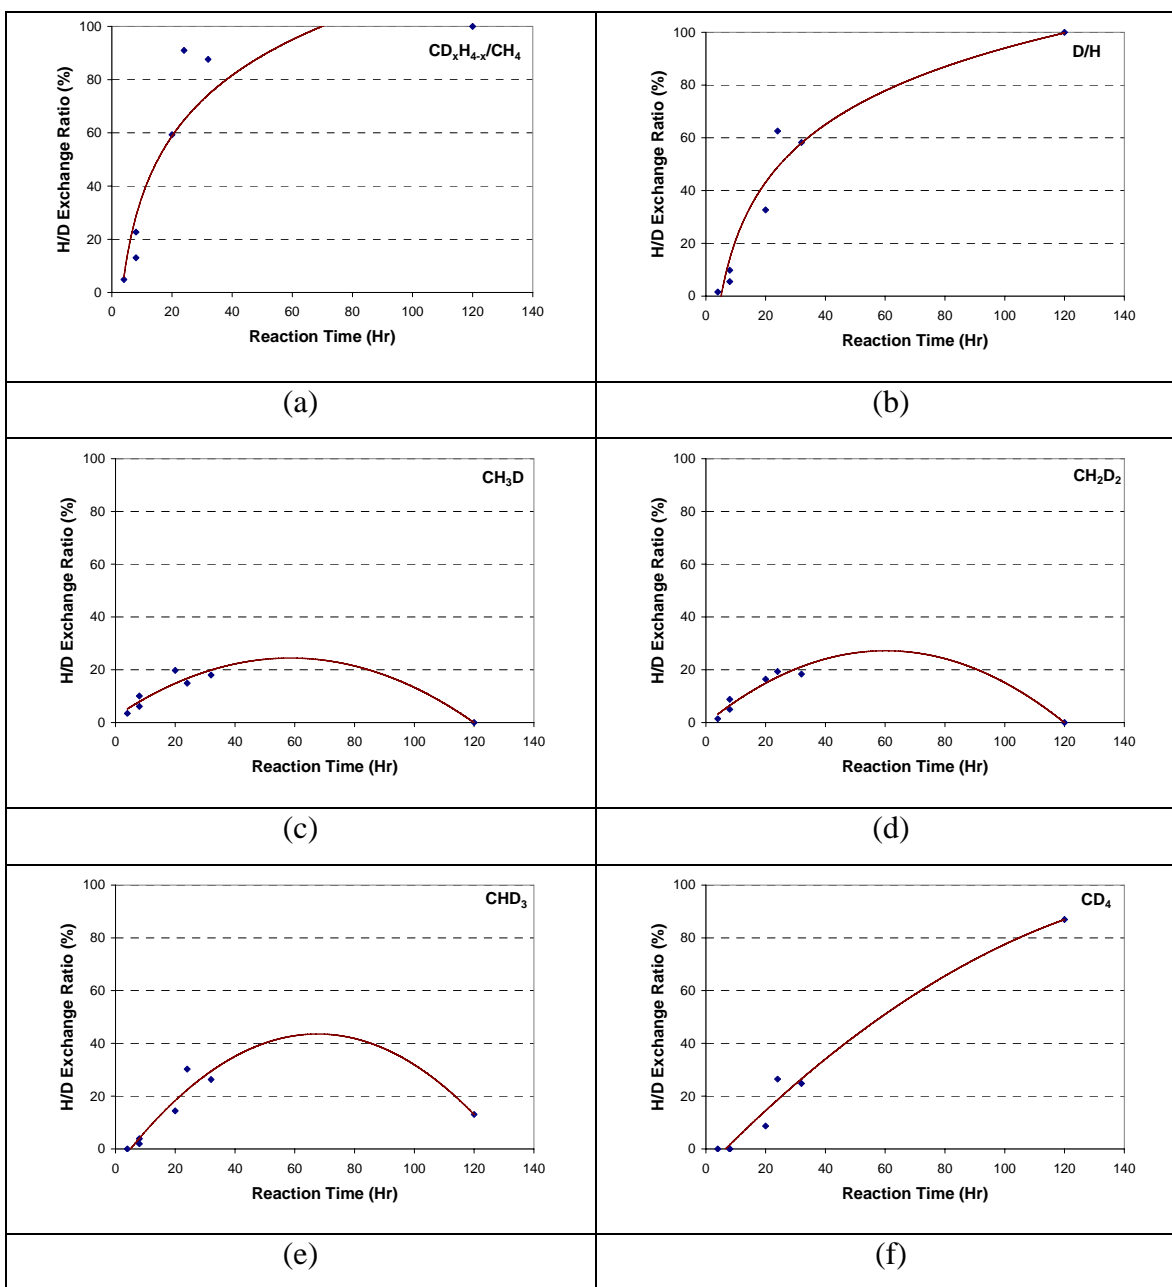 CD₍ₓ₎H₄₋ₓ/CH₄
H/D Exchange Ratio (%)
100
80
60
40
20
0
0 20 40 60 80 100 120 140
Reaction Time (Hr)
(a)
D/H
H/D Exchange Ratio (%)
100
80
60
40
20
0
0 20 40 60 80 100 120 140
Reaction Time (Hr)
(b)
CH₃D
H/D Exchange Ratio (%)
100
80
60
40
20
0
0 20 40 60 80 100 120 140
Reaction Time (Hr)
(c)
CH₂D₂
H/D Exchange Ratio (%)
100
80
60
40
20
0
0 20 40 60 80 100 120 140
Reaction Time (Hr)
(d)
CHD₃
H/D Exchange Ratio (%)
100
80
60
40
20
0
0 20 40 60 80 100 120 140
Reaction Time (Hr)
(e)
CD₄
H/D Exchange Ratio (%)
100
80
60
40
20
0
0 20 40 60 80 100 120 140
Reaction Time (Hr)
(f)